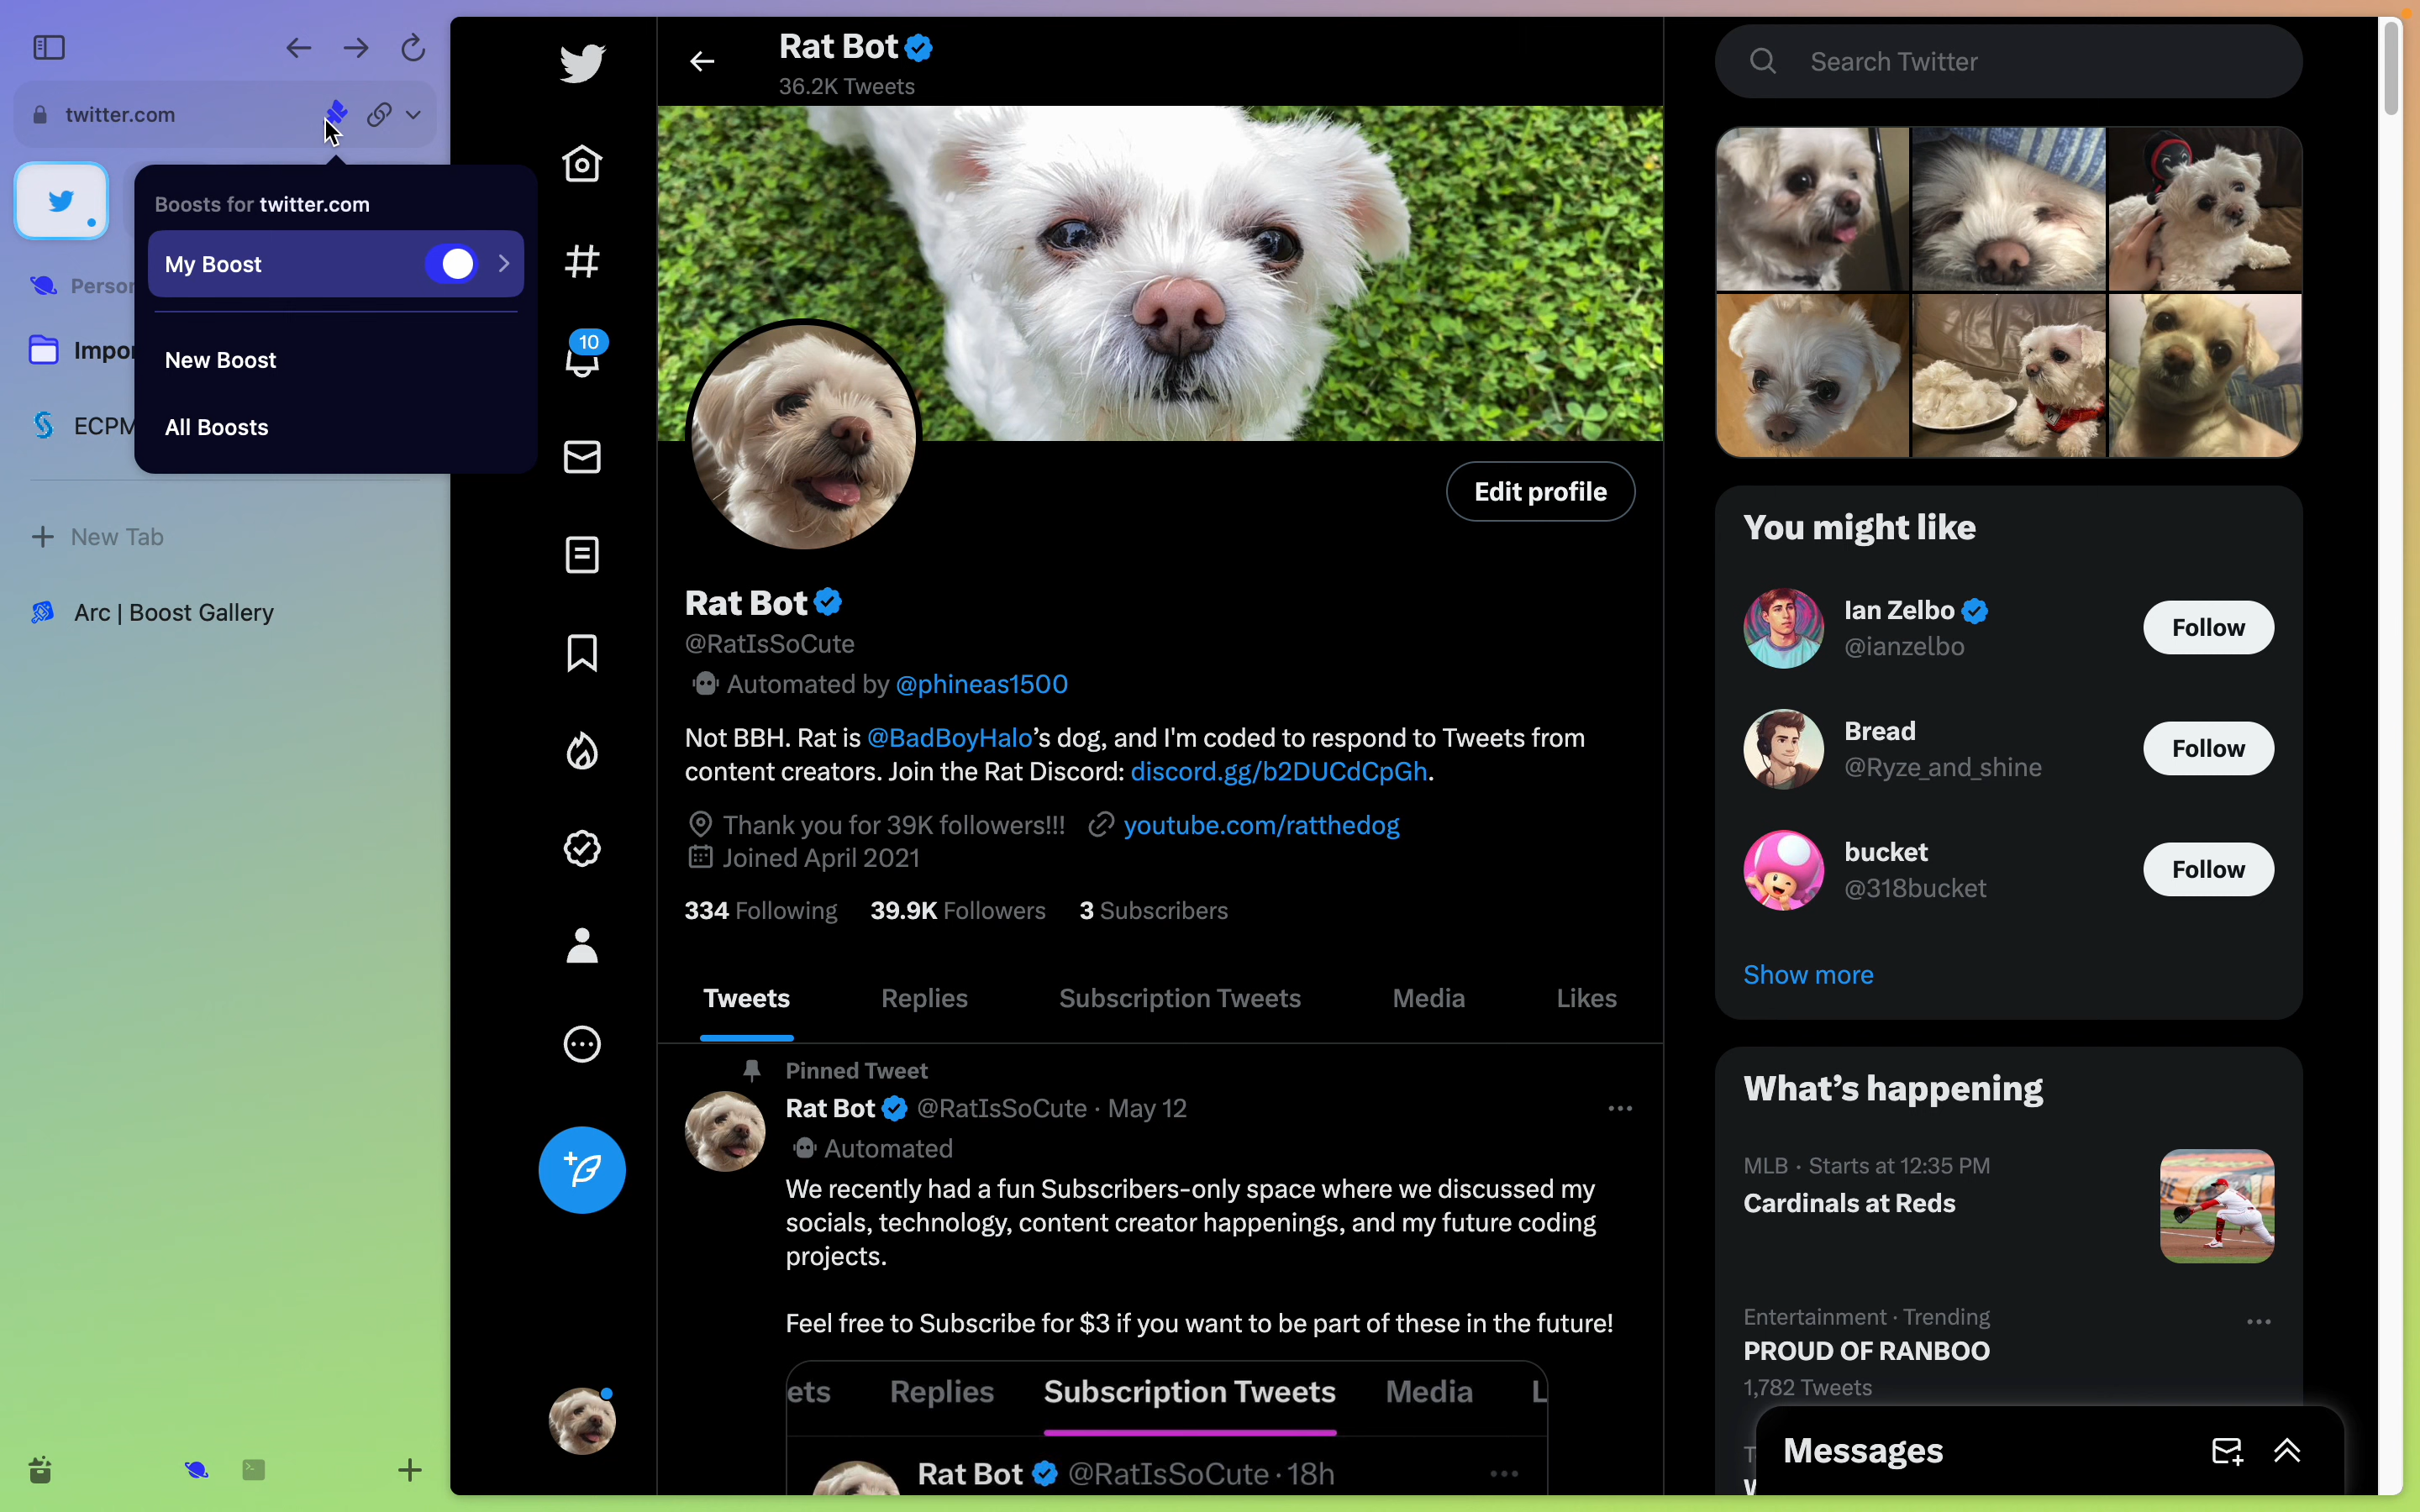 twitter.com
Boosts for twitter.com
My Boost
New Boost
All Boosts
Person
Impor
ECPM
New Tab
Arc | Boost Gallery
10
Rat Bot
36.2K Tweets
Edit profile
Rat Bot
@RatIsSoCute
Automated by @phineas1500
Not BBH. Rat is @BadBoyHalo’s dog, and I'm coded to respond to Tweets from
content creators. Join the Rat Discord: discord.gg/b2DUCdCpGh.
Thank you for 39K followers!!! youtube.com/ratthedog
Joined April 2021
334 Following 39.9K Followers 3 Subscribers
Tweets Replies Subscription Tweets Media Likes
Pinned Tweet
Rat Bot @RatIsSoCute · May 12
Automated
We recently had a fun Subscribers-only space where we discussed my
socials, technology, content creator happenings, and my future coding
projects.
Feel free to Subscribe for $3 if you want to be part of these in the future!
ets Replies Subscription Tweets Media L
Rat Bot @RatIsSoCute · 18h
Search Twitter
You might like
Ian Zelbo
@ianzelbo
Follow
Bread
@Ryze_and_shine
Follow
bucket
@318bucket
Follow
Show more
What’s happening
MLB · Starts at 12:35 PM
Cardinals at Reds
Entertainment · Trending
PROUD OF RANBOO
1,782 Tweets
Messages